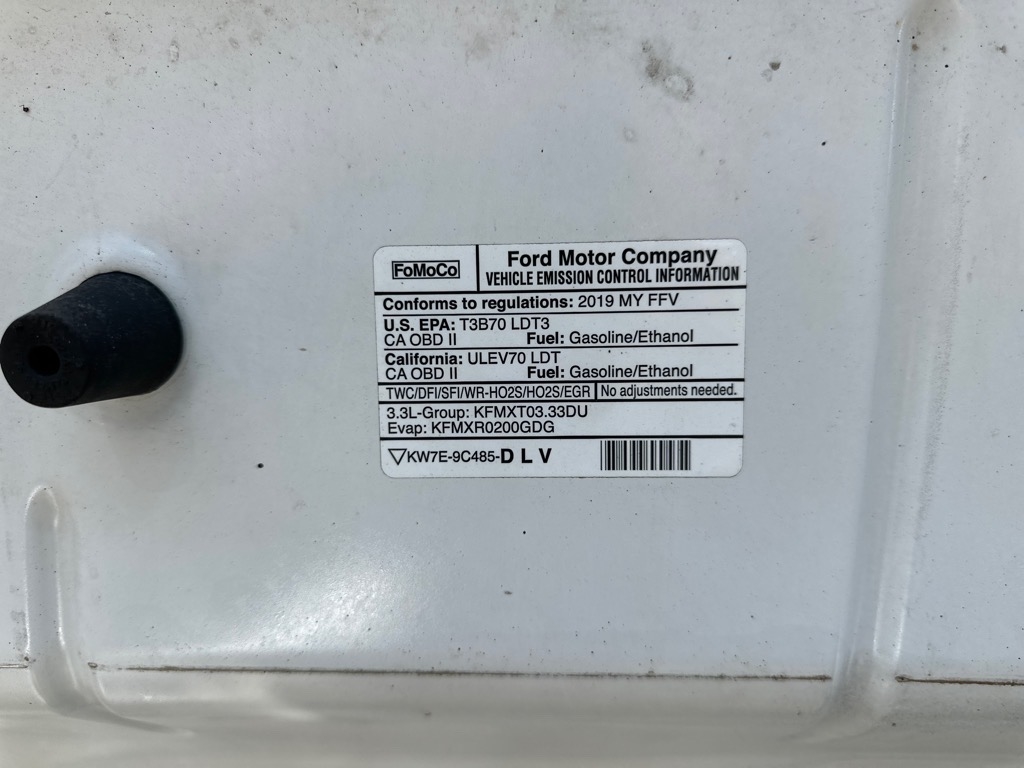 FoMoCo
Ford Motor Company
VEHICLE EMISSION CONTROL INFORMATION
Conforms to regulations: 2019 MY FFV
U.S. EPA: T3B70 LDT3
CA OBD II Fuel: Gasoline/Ethanol
California: ULEV70 LDT
CA OBD II Fuel: Gasoline/Ethanol
TWC/DFI/SFI/WR-HO2S/HO2S/EGR No adjustments needed.
3.3L-Group: KFMXT03.33DU
Evap: KFMXR0200GDG
▽KW7E-9C485-D L V